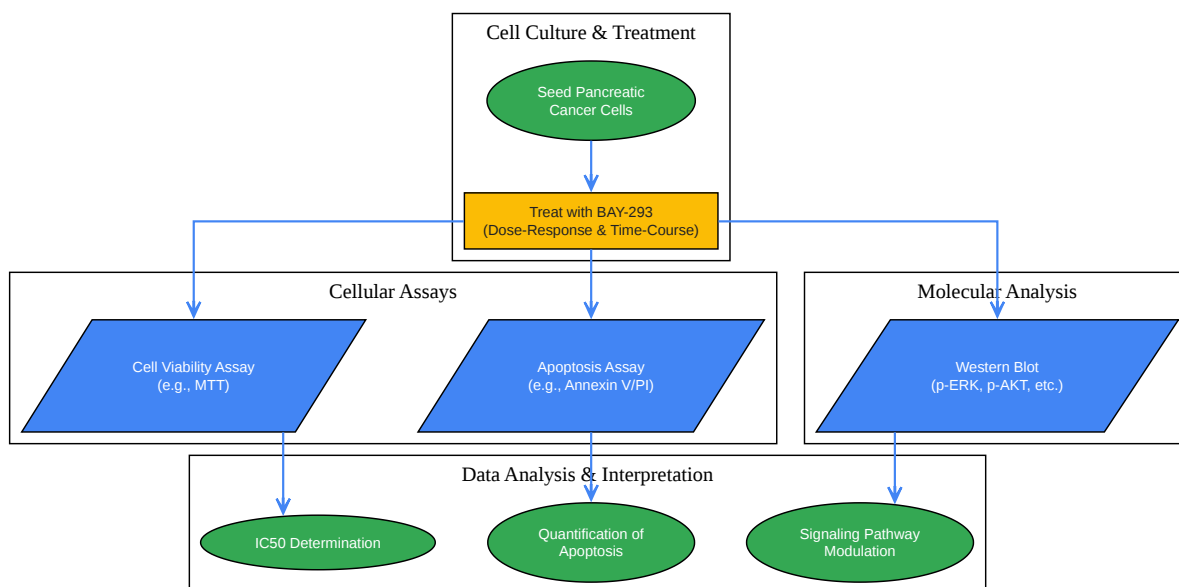 Cell Culture & Treatment
Seed Pancreatic
Cancer Cells
Treat with BAY-293
(Dose-Response & Time-Course)
Cellular Assays
Molecular Analysis
Cell Viability Assay
(e.g., MTT)
Apoptosis Assay
(e.g., Annexin V/PI)
Western Blot
(p-ERK, p-AKT, etc.)
Data Analysis & Interpretation
IC50 Determination
Quantification of
Apoptosis
Signaling Pathway
Modulation